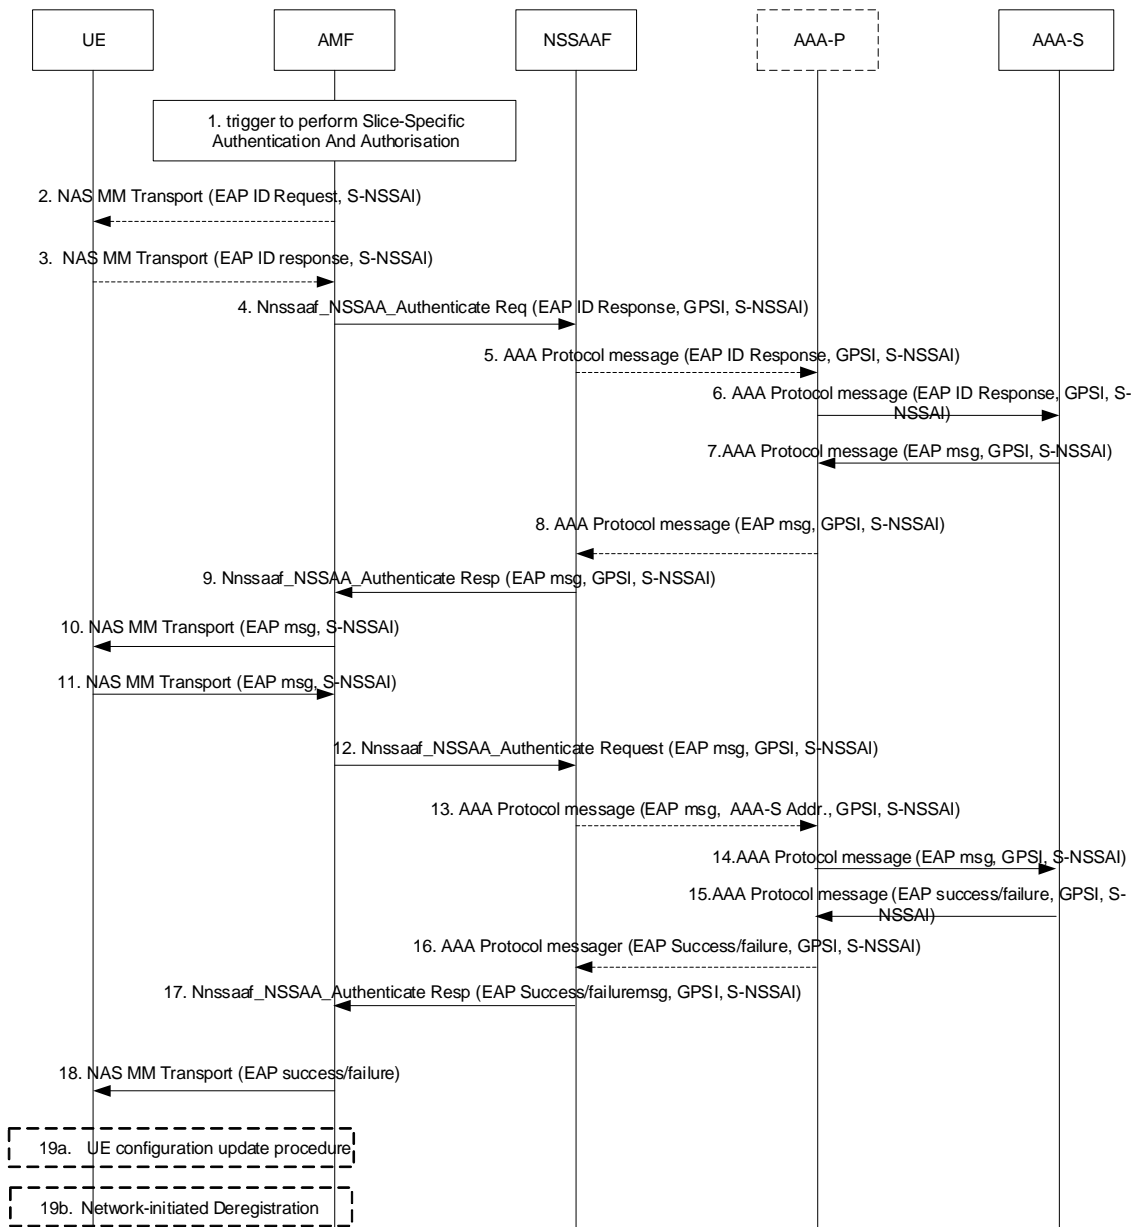 UE
AMF
NSSAAF
AAA-P
AAA-S
1. trigger to perform Slice-Specific
Authentication And Authorisation
2. NAS MM Transport (EAP ID Request, S-NSSAI)
3. NAS MM Transport (EAP ID response, S-NSSAI)
4. Nnssaaf_NSSAA_Authenticate Req (EAP ID Response, GPSI, S-NSSAI)
5. AAA Protocol message (EAP ID Response, GPSI, S-NSSAI)
6. AAA Protocol message (EAP ID Response, GPSI, S-
NSSAI)
7.AAA Protocol message (EAP msg, GPSI, S-NSSAI)
8. AAA Protocol message (EAP msg, GPSI, S-NSSAI)
9. Nnssaaf_NSSAA_Authenticate Resp (EAP msg, GPSI, S-NSSAI)
10. NAS MM Transport (EAP msg, S-NSSAI)
11. NAS MM Transport (EAP msg, S-NSSAI)
12. Nnssaaf_NSSAA_Authenticate Request (EAP msg, GPSI, S-NSSAI)
13. AAA Protocol message (EAP msg, AAA-S Addr., GPSI, S-NSSAI)
14.AAA Protocol message (EAP msg, GPSI, S-NSSAI)
15.AAA Protocol message (EAP success/failure, GPSI, S-
NSSAI)
16. AAA Protocol messager (EAP Success/failure, GPSI, S-NSSAI)
17. Nnssaaf_NSSAA_Authenticate Resp (EAP Success/failuremsg, GPSI, S-NSSAI)
18. NAS MM Transport (EAP success/failure)
19a. UE configuration update procedure
19b. Network-initiated Deregistration